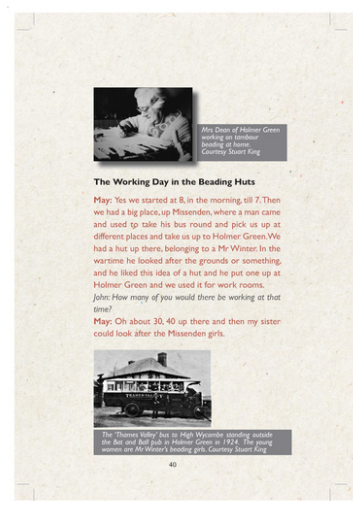 Mrs Dean of Holmer Green
working on tambour
beading at home.
Courtesy Stuart King
The Working Day in the Beading Huts
May: Yes we started at 8, in the morning, till 7. Then
we had a big place, up Missenden, where a man came
and used to take his bus round and pick us up at
different places and take us up to Holmer Green. We
had a hut up there, belonging to a Mr Winter. In the
wartime he looked after the grounds or something,
and he liked this idea of a hut and he put one up at
Holmer Green and we used it for work rooms.
John: How many of you would there be working at that
time?
May: Oh about 30, 40 up there and then my sister
could look after the Missenden girls.
THAMES VALLEY
The 'Thames Valley' bus to High Wycombe standing outside
the Bat and Ball pub in Holmer Green in 1924. The young
women are Mr Winter's beading girls. Courtesy Stuart King
40